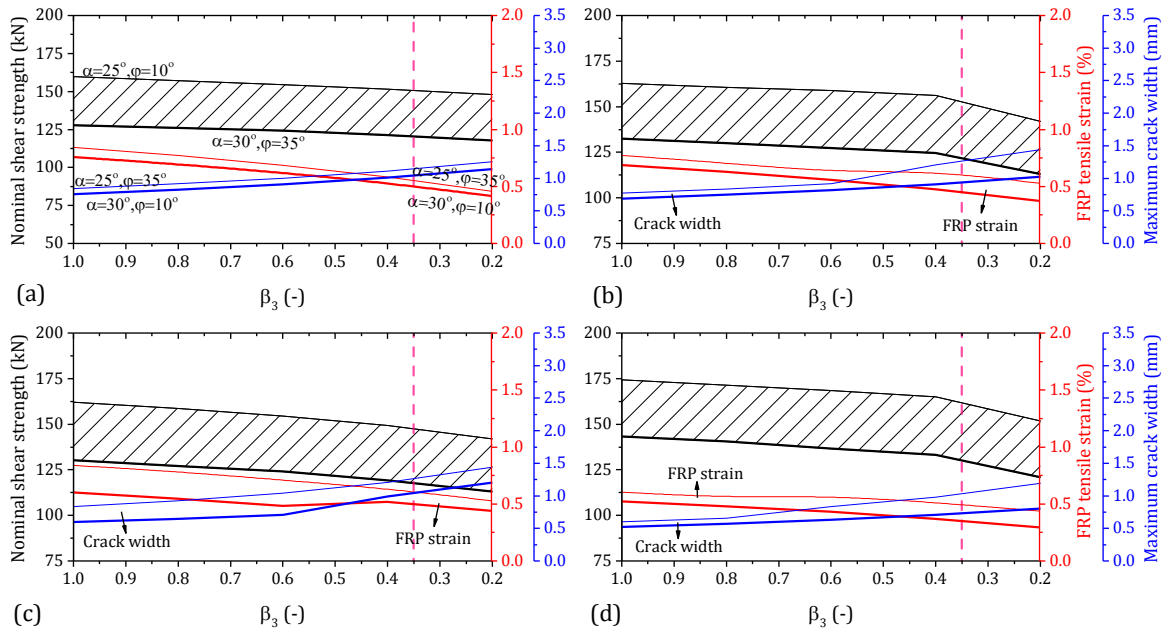 Nominal shear strength (kN)
200
175
150
125
100
75
50
α=25°,φ=10°
α=30°,φ=35°
α=25°,φ=35°
α=30°,φ=10°
α=25°,φ=35°
α=30°,φ=10°
2.0
1.5
1.0
0.5
0.0
3.5
3.0
2.5
2.0
1.5
1.0
0.5
0.0
1.0 0.9 0.8 0.7 0.6 0.5 0.4 0.3 0.2
(a)
β3 (-)
200
175
150
125
100
75
Crack width
FRP strain
2.0
1.5
1.0
0.5
0.0
FRP tensile strain (%)
3.5
3.0
2.5
2.0
1.5
1.0
0.5
0.0
Maximum crack width (mm)
1.0 0.9 0.8 0.7 0.6 0.5 0.4 0.3 0.2
(b)
β3 (-)
Nominal shear strength (kN)
200
175
150
125
100
75
Crack width
FRP strain
2.0
1.5
1.0
0.5
0.0
3.5
3.0
2.5
2.0
1.5
1.0
0.5
0.0
1.0 0.9 0.8 0.7 0.6 0.5 0.4 0.3 0.2
(c)
β3 (-)
200
175
150
125
100
75
FRP strain
Crack width
2.0
1.5
1.0
0.5
0.0
FRP tensile strain (%)
3.5
3.0
2.5
2.0
1.5
1.0
0.5
0.0
Maximum crack width (mm)
1.0 0.9 0.8 0.7 0.6 0.5 0.4 0.3 0.2
(d)
β3 (-)